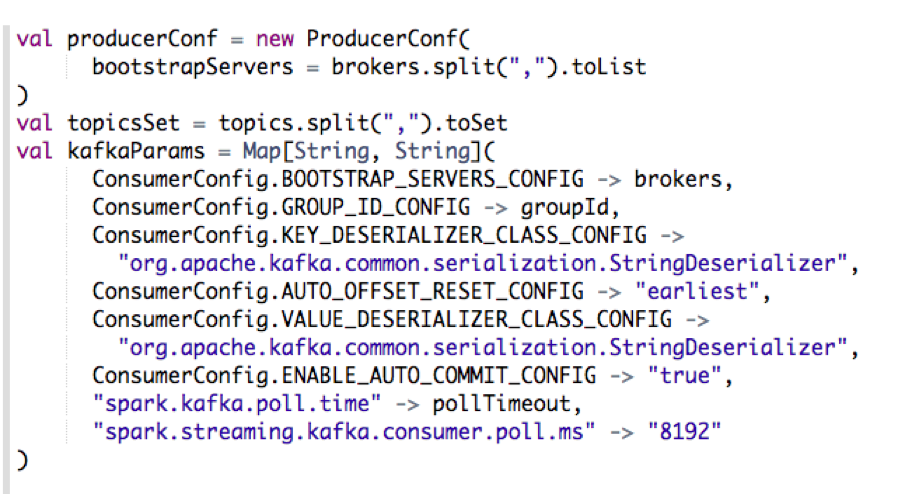 val producerConf = new ProducerConf(
bootstrapServers = brokers.split(",").toList
)
val topicsSet = topics.split(",").toSet
val kafkaParams = Map[String, String](
ConsumerConfig.BOOTSTRAP_SERVERS_CONFIG -> brokers,
ConsumerConfig.GROUP_ID_CONFIG -> groupId,
ConsumerConfig.KEY_DESERIALIZER_CLASS_CONFIG ->
"org.apache.kafka.common.serialization.StringDeserializer",
ConsumerConfig.AUTO_OFFSET_RESET_CONFIG -> "earliest",
ConsumerConfig.VALUE_DESERIALIZER_CLASS_CONFIG ->
"org.apache.kafka.common.serialization.StringDeserializer",
ConsumerConfig.ENABLE_AUTO_COMMIT_CONFIG -> "true",
"spark.kafka.poll.time" -> pollTimeout,
"spark.streaming.kafka.consumer.poll.ms" -> "8192"
)